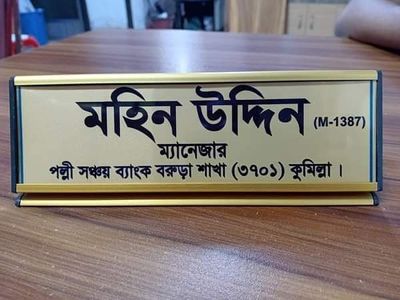 মহিন উদ্দিন (M-1387)
ম্যানেজার
পল্লী সঞ্চয় ব্যাংক বরুড়া শাখা (৩৭০১) কুমিল্লা ।